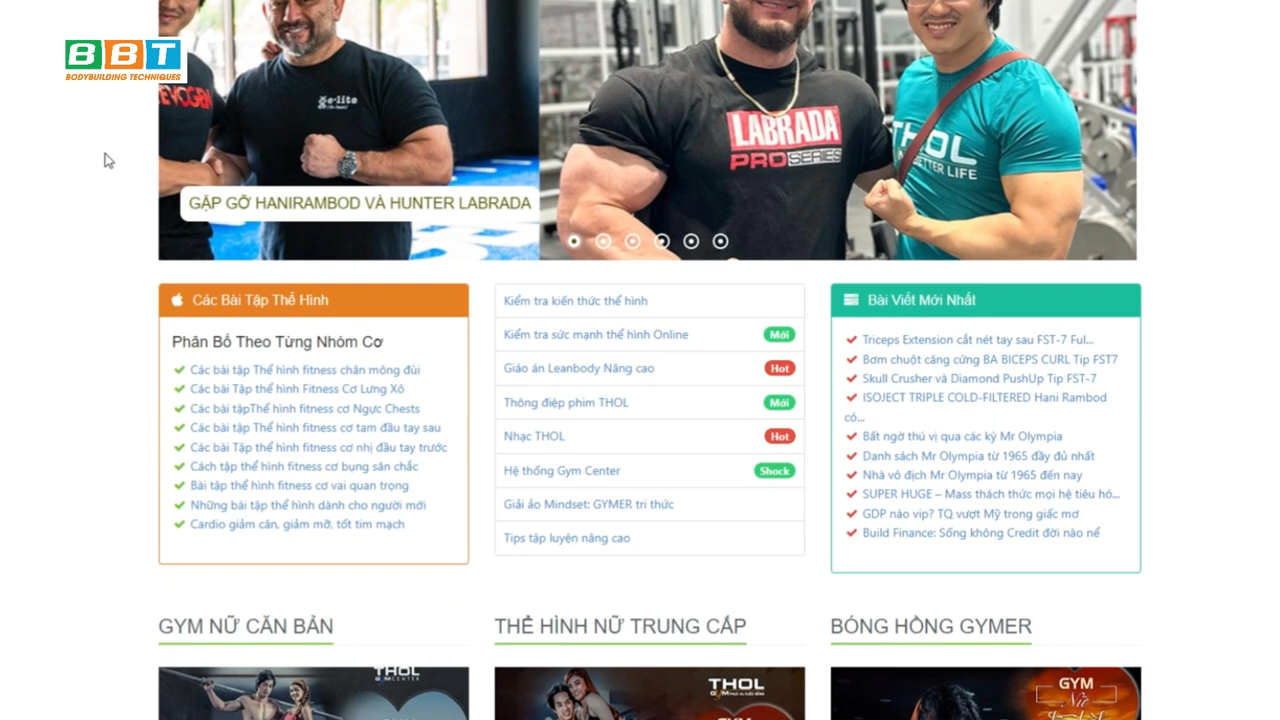 BBT
BODYBUILDING TECHNIQUES
EVOGEN
e-lite
LABRADA
PRO SERIES
THOL
BETTER LIFE
GẶP GỠ HANIRAMBOD VÀ HUNTER LABRADA
Các Bài Tập Thể Hình
Phân Bổ Theo Từng Nhóm Cơ
Các bài tập Thể hình fitness chân mông đùi
Các bài Tập thể hình Fitness Cơ Lưng Xô
Các bài tậpThể hình fitness cơ Ngực Chests
Các bài tập Thể hình fitness cơ tam đầu tay sau
Các bài Tập thể hình fitness cơ nhị đầu tay trước
Cách tập thể hình fitness cơ bụng săn chắc
Bài tập thể hình fitness cơ vai quan trọng
Những bài tập thể hình dành cho người mới
Cardio giảm cân, giảm mỡ, tốt tim mạch
Kiểm tra kiến thức thể hình
Kiểm tra sức mạnh thể hình Online Mới
Giáo án Leanbody Nâng cao Hot
Thông điệp phim THOL Mới
Nhạc THOL Hot
Hệ thống Gym Center Shock
Giải ảo Mindset: GYMER tri thức
Tips tập luyện nâng cao
Bài Viết Mới Nhất
Triceps Extension cắt nét tay sau FST-7 Ful...
Bơm chuột căng cứng BA BICEPS CURL Tip FST7
Skull Crusher và Diamond PushUp Tip FST-7
ISOJECT TRIPLE COLD-FILTERED Hani Rambod
có...
Bất ngờ thú vị qua các kỳ Mr Olympia
Danh sách Mr Olympia từ 1965 đầy đủ nhất
Nhà vô địch Mr Olympia từ 1965 đến nay
SUPER HUGE – Mass thách thức mọi hệ tiêu hó...
GDP nào vip? TQ vượt Mỹ trong giấc mơ
Build Finance: Sống không Credit đời nào nể
GYM NỮ CĂN BẢN
THỂ HÌNH NỮ TRUNG CẤP
BÓNG HỒNG GYMER
THOL
GYM CENTER
THOL
GYM
GYM
Nữ